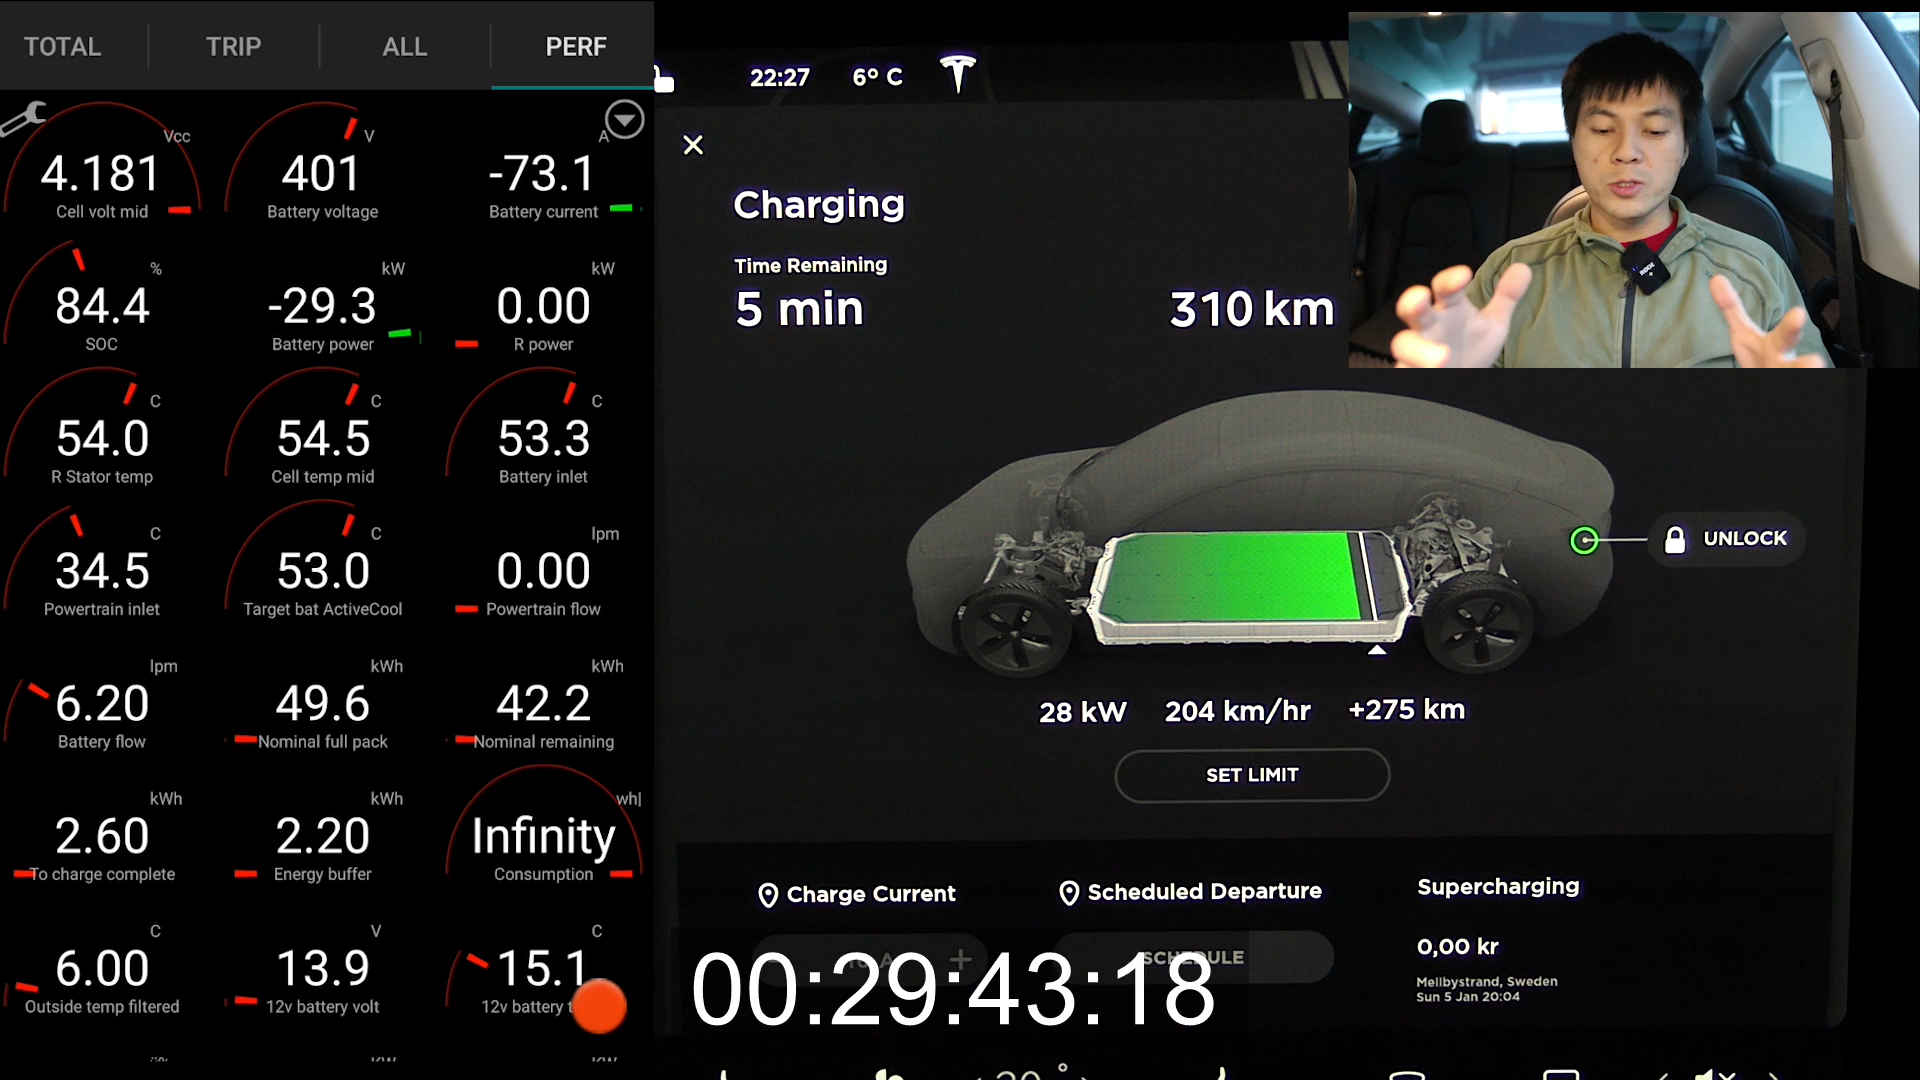 TOTAL TRIP ALL PERF
Vcc
4.181
Cell volt mid
V
401
Battery voltage
A
-73.1
Battery current
%
84.4
SOC
kW
-29.3
Battery power
kW
0.00
R power
C
54.0
R Stator temp
C
54.5
Cell temp mid
C
53.3
Battery inlet
C
34.5
Powertrain inlet
C
53.0
Target bat ActiveCool
lpm
0.00
Powertrain flow
lpm
6.20
Battery flow
kWh
49.6
Nominal full pack
kWh
42.2
Nominal remaining
kWh
2.60
To charge complete
kWh
2.20
Energy buffer
wh|
Infinity
Consumption
C
6.00
Outside temp filtered
V
13.9
12v battery volt
C
15.1
12v battery
22:27 6° C
Charging
Time Remaining
5 min 310 km
RØDE
UNLOCK
28 kW 204 km/hr +275 km
SET LIMIT
Charge Current
Scheduled Departure
SCHEDULE
Supercharging
0,00 kr
Mellbystrand, Sweden
Sun 5 Jan 20:04
00:29:43:18